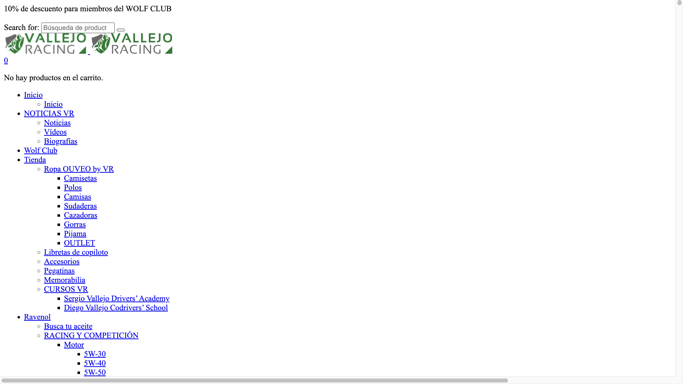 10% de descuento para miembros del WOLF CLUB
Search for: Búsqueda de product
VALLEJO RACING VALLEJO RACING
0
No hay productos en el carrito.
Inicio
Inicio
NOTICIAS VR
Noticias
Vídeos
Biografías
Wolf Club
Tienda
Ropa OUVEO by VR
Camisetas
Polos
Camisas
Sudaderas
Cazadoras
Gorras
Pijama
OUTLET
Libretas de copiloto
Accesorios
Pegatinas
Memorabilia
CURSOS VR
Sergio Vallejo Drivers’ Academy
Diego Vallejo Codrivers’ School
Ravenol
Busca tu aceite
RACING Y COMPETICIÓN
Motor
5W-30
5W-40
5W-50